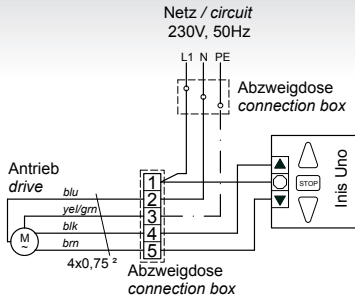 Netz / circuit
230V, 50Hz
L1 N PE
Abzweigdose
connection box
Antrieb
drive
blu
yel/grn
blk
brn
4x0,75 ²
M
~
1
2
3
4
5
Abzweigdose
connection box
STOP
Inis Uno